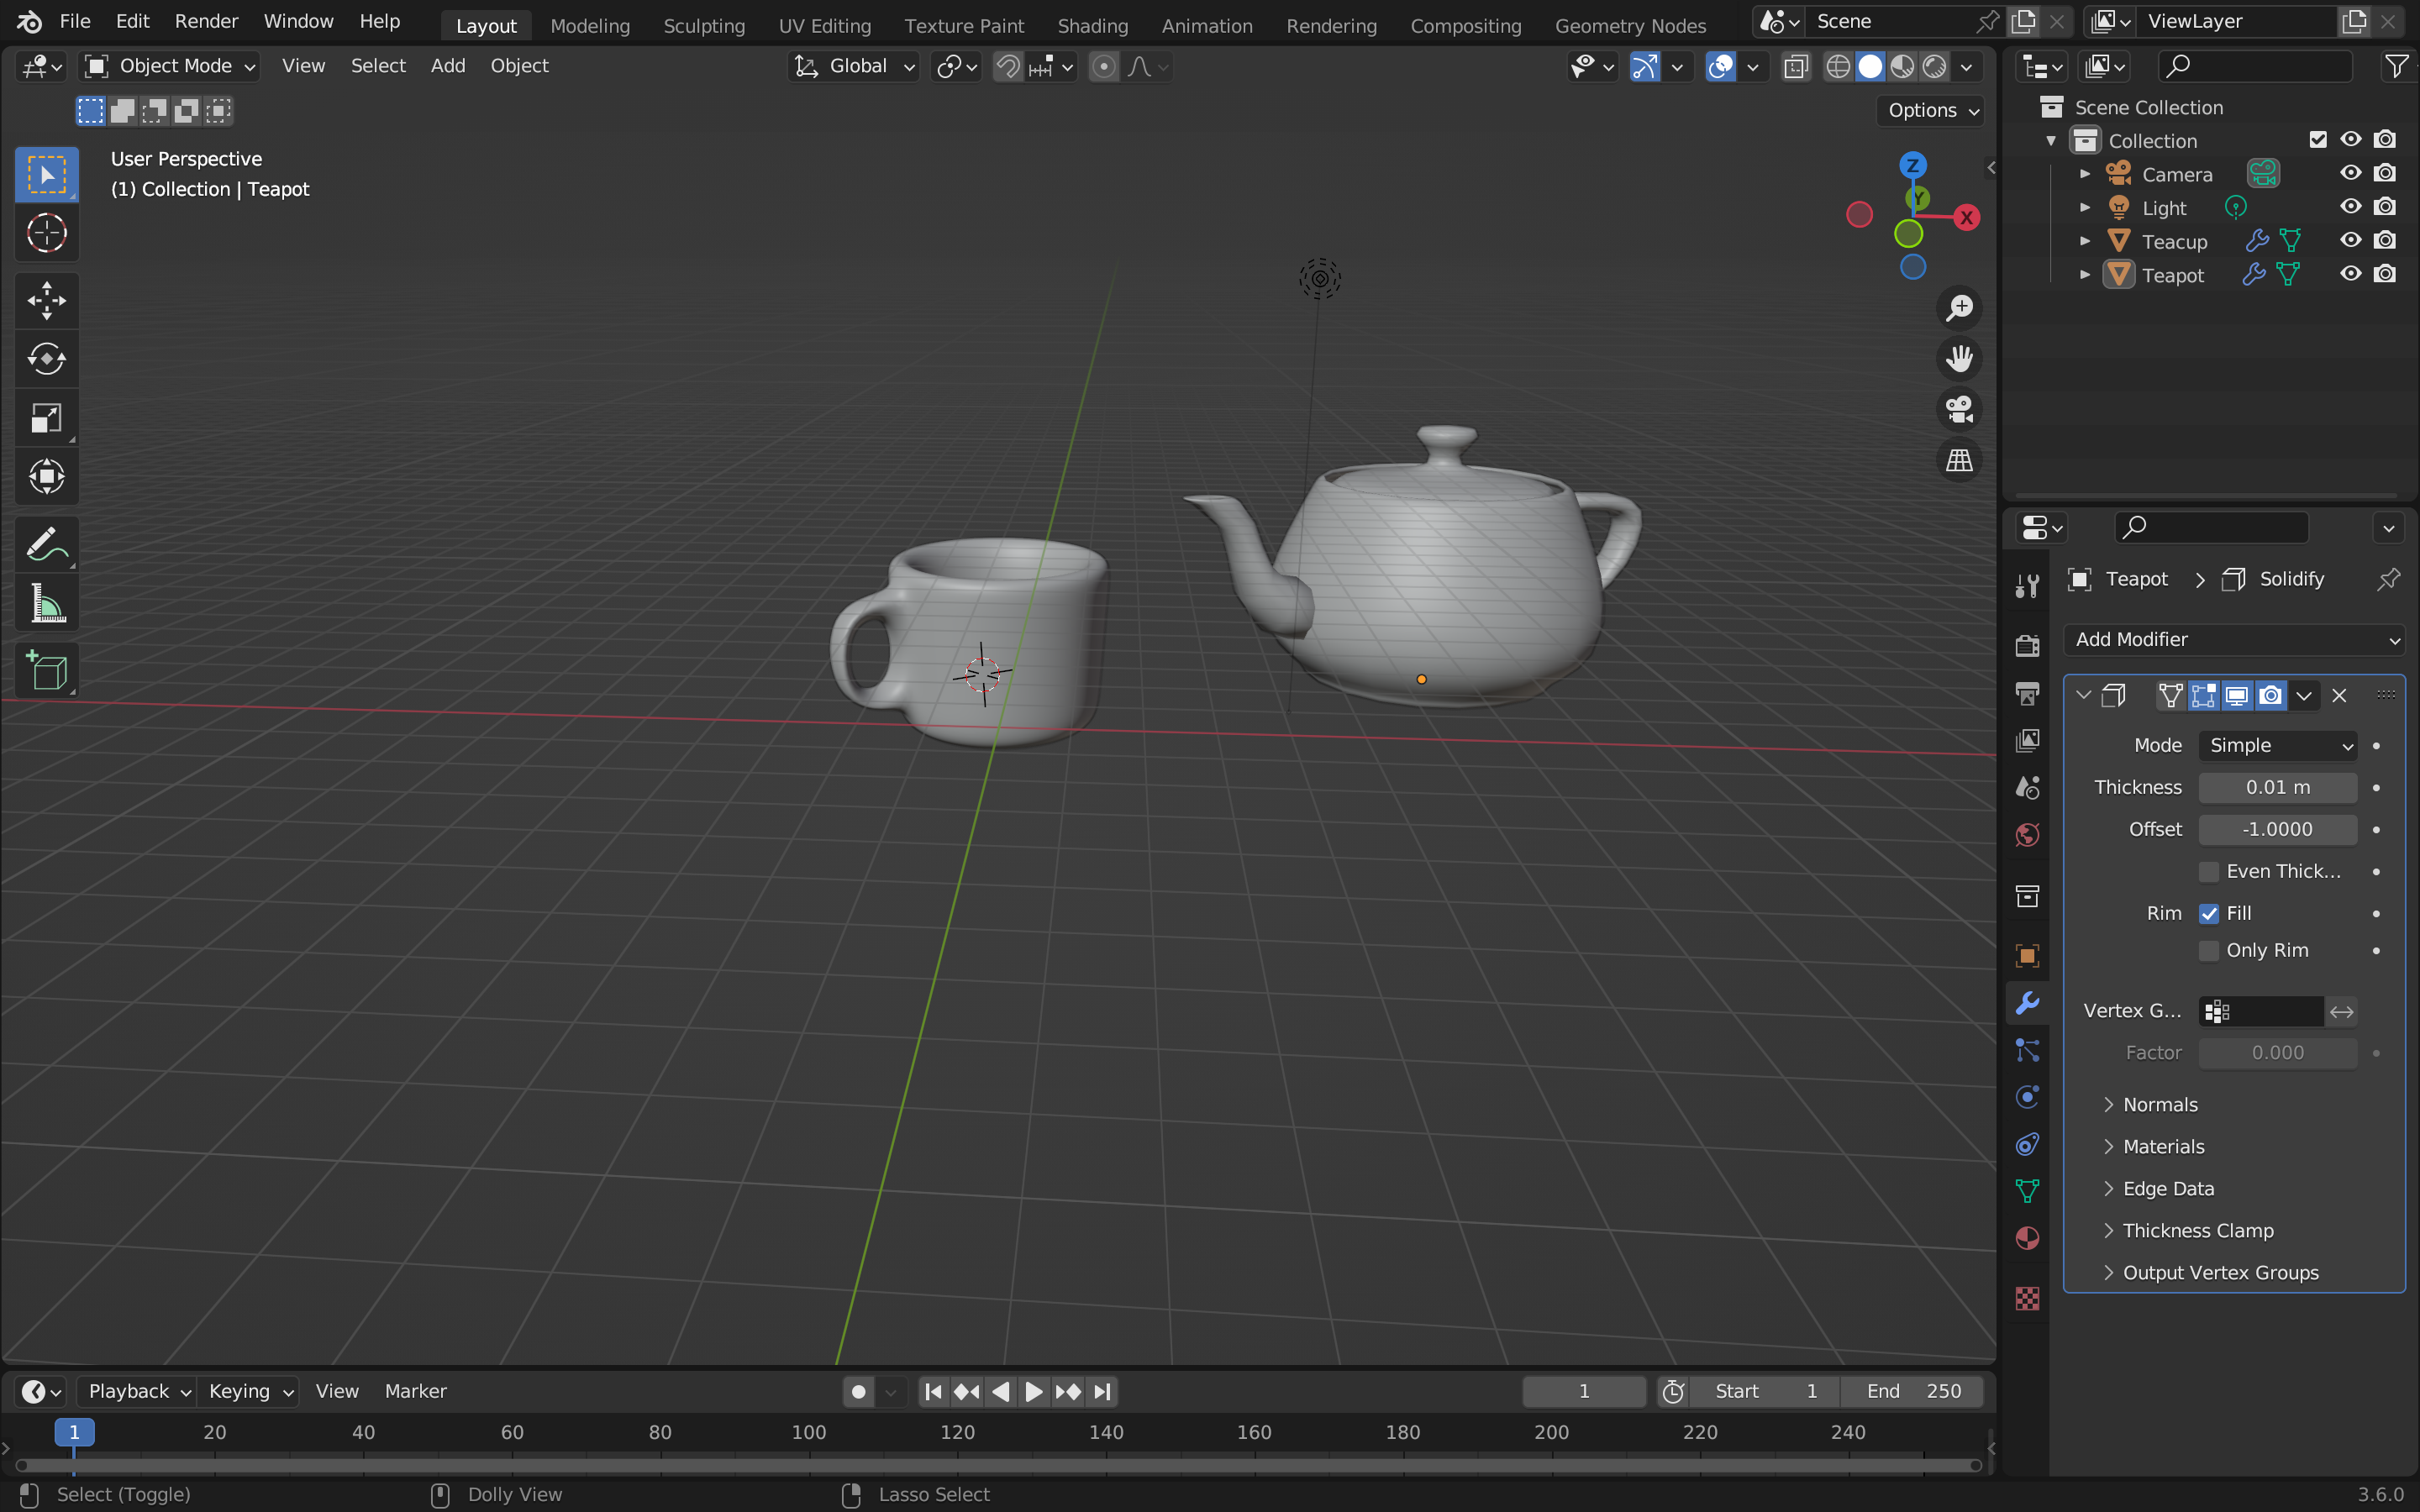 File Edit Render Window Help Layout Modeling Sculpting UV Editing Texture Paint Shading Animation Rendering Compositing Geometry Nodes Scene ViewLayer
Object Mode View Select Add Object Global
Options
User Perspective
(1) Collection | Teapot
Z
Y
X
Scene Collection
Collection
Camera
Light
Teacup
Teapot
Teapot Solidify
Add Modifier
Mode Simple
Thickness 0.01 m
Offset -1.0000
Even Thick...
Rim Fill
Only Rim
Vertex G...
Factor 0.000
Normals
Materials
Edge Data
Thickness Clamp
Output Vertex Groups
Playback Keying View Marker 1 Start 1 End 250
1 20 40 60 80 100 120 140 160 180 200 220 240
Select (Toggle) Dolly View Lasso Select 3.6.0